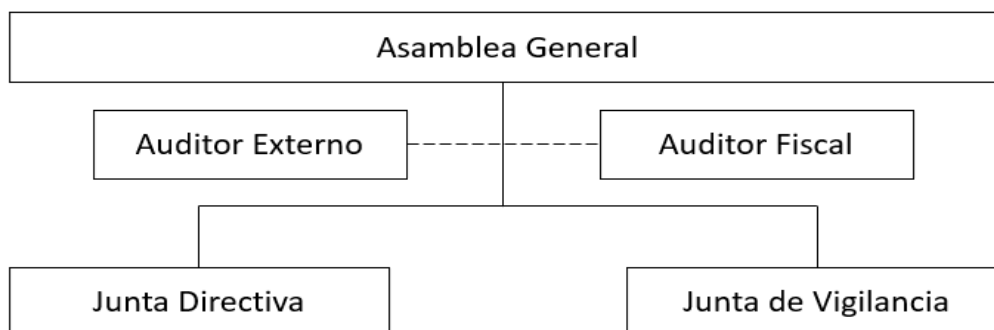 Asamblea General
Auditor Externo
Auditor Fiscal
Junta Directiva
Junta de Vigilancia